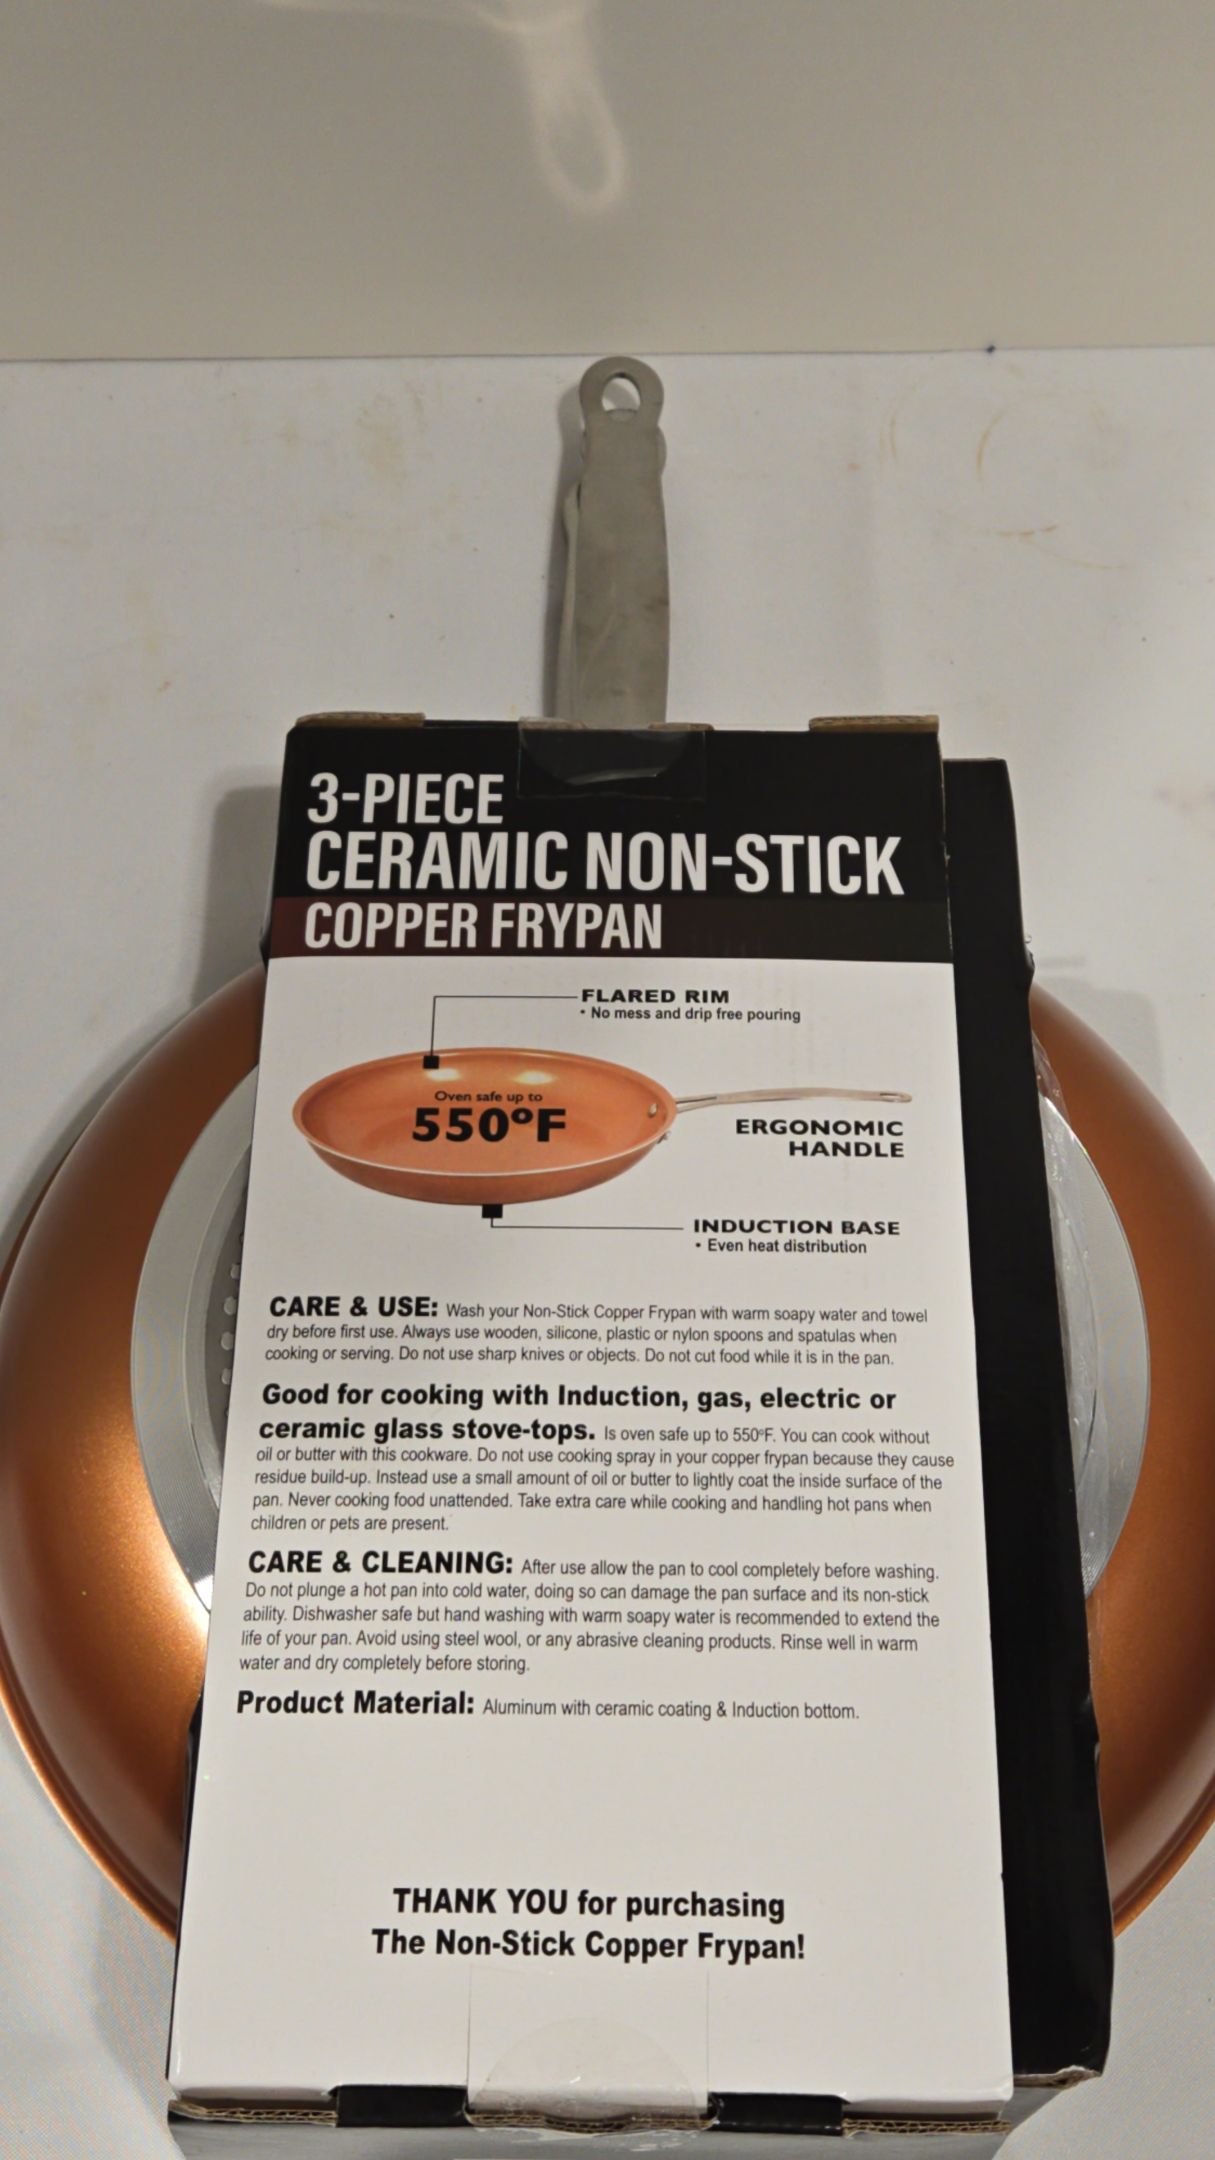 3-PIECE
CERAMIC NON-STICK
COPPER FRYPAN
FLARED RIM
• No mess and drip free pouring
Oven safe up to
550ºF
ERGONOMIC
HANDLE
INDUCTION BASE
• Even heat distribution
CARE & USE: Wash your Non-Stick Copper Frypan with warm soapy water and towel
dry before first use. Always use wooden, silicone, plastic or nylon spoons and spatulas when
cooking or serving. Do not use sharp knives or objects. Do not cut food while it is in the pan.
Good for cooking with Induction, gas, electric or
ceramic glass stove-tops. Is oven safe up to 550ºF. You can cook without
oil or butter with this cookware. Do not use cooking spray in your copper frypan because they cause
residue build-up. Instead use a small amount of oil or butter to lightly coat the inside surface of the
pan. Never cooking food unattended. Take extra care while cooking and handling hot pans when
children or pets are present.
CARE & CLEANING: After use allow the pan to cool completely before washing.
Do not plunge a hot pan into cold water, doing so can damage the pan surface and its non-stick
ability. Dishwasher safe but hand washing with warm soapy water is recommended to extend the
life of your pan. Avoid using steel wool, or any abrasive cleaning products. Rinse well in warm
water and dry completely before storing.
Product Material: Aluminum with ceramic coating & Induction bottom.
THANK YOU for purchasing
The Non-Stick Copper Frypan!